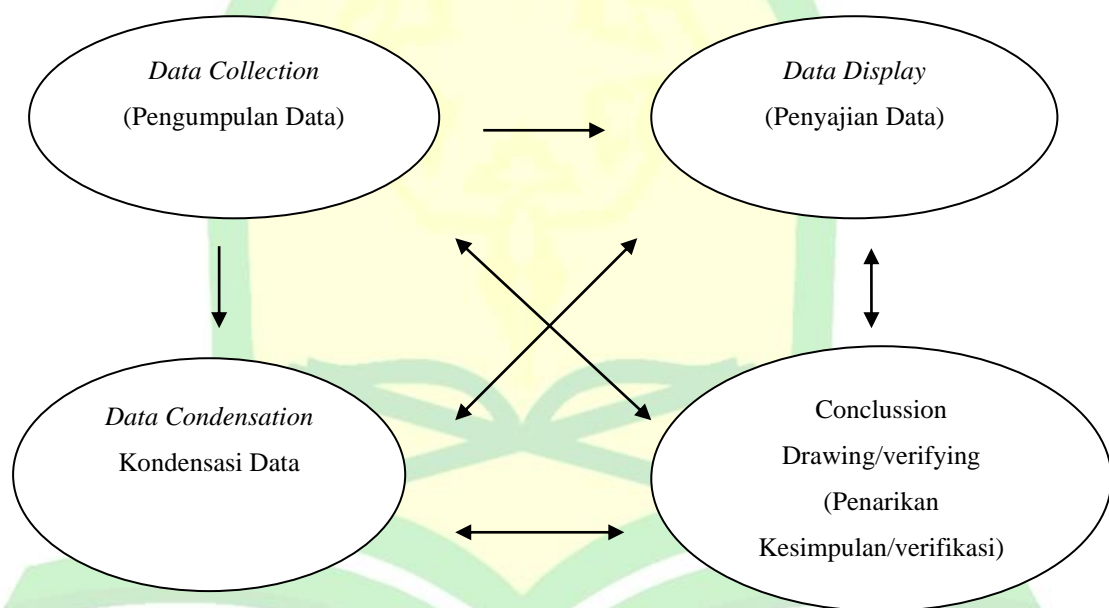 Data Collection
(Pengumpulan Data)
Data Display
(Penyajian Data)
Data Condensation
Kondensasi Data
Conclussion
Drawing/verifying
(Penarikan
Kesimpulan/verifikasi)